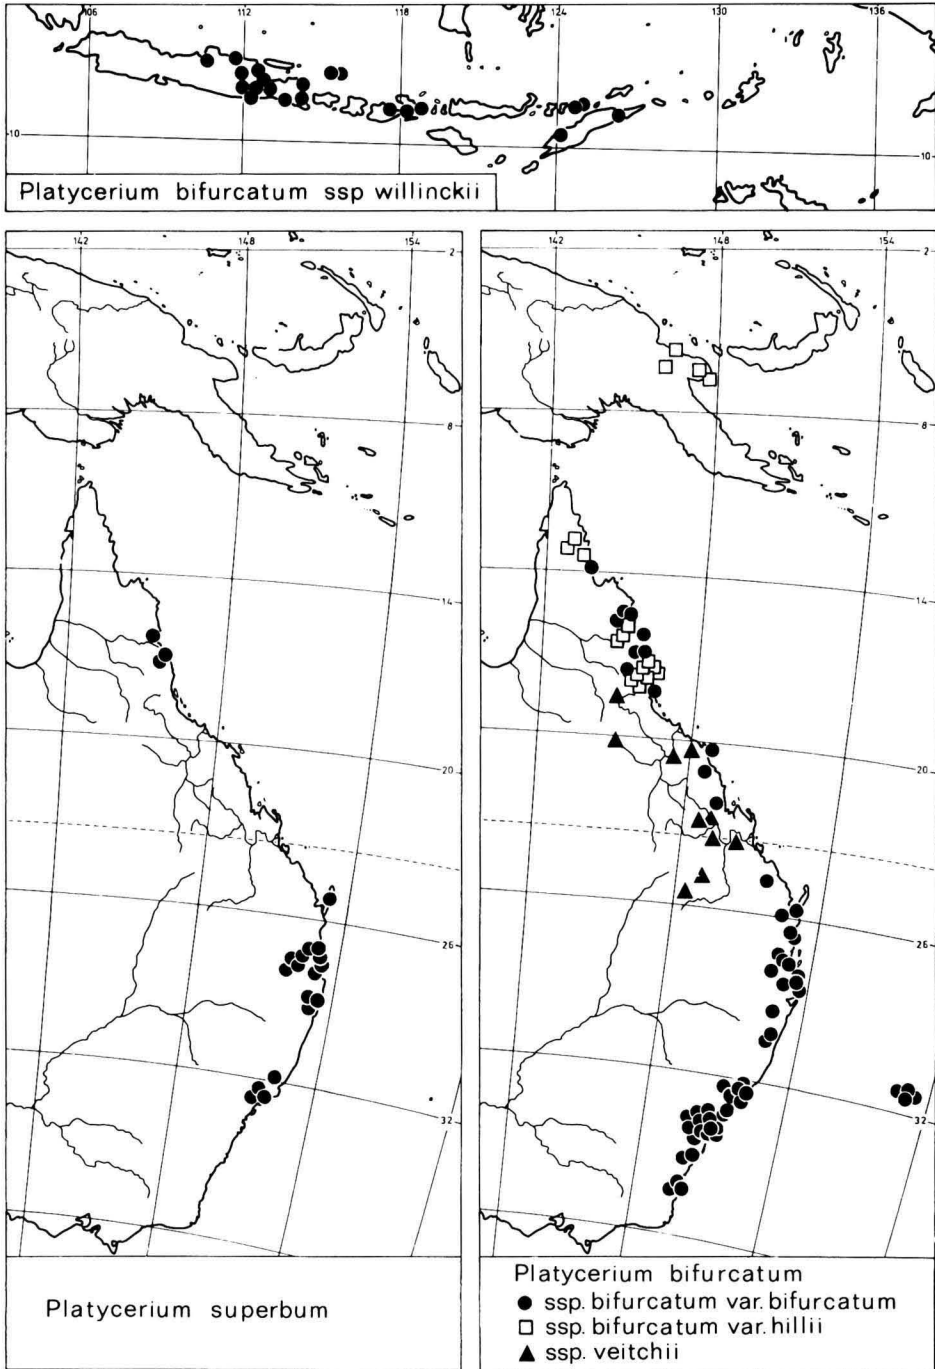 106 112 118 124 130 136
10 10
Platycerium bifurcatum ssp willinckii
142 148 154 2
8
14
20
26
32
Platycerium superbum
142 148 154 2
8
14
20
26
32
Platycerium bifurcatum
ssp. bifurcatum var. bifurcatum
ssp. bifurcatum var. hillii
ssp. veitchii